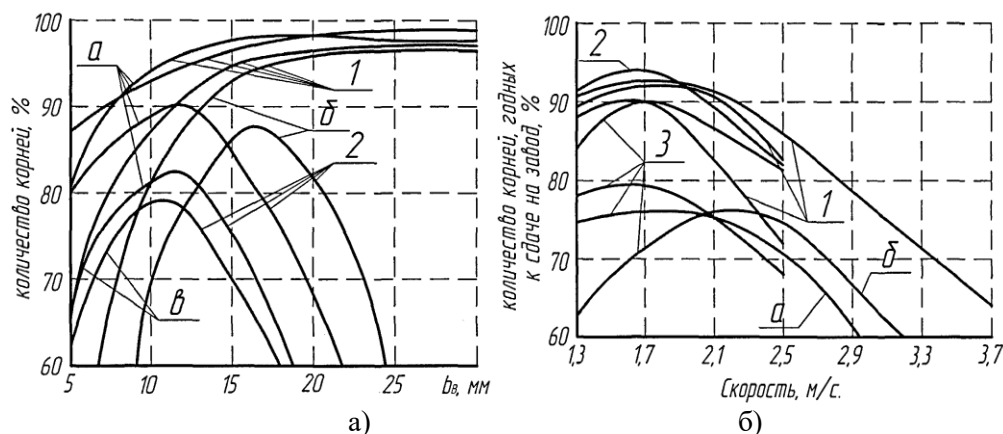 количество корней, %
100
90
80
70
60
5
10
15
20
25
bв, мм
а
1
б
2
в
а)
количество корней, годных
к сдаче на завод, %
100
90
80
70
60
1,3
1,7
2,1
2,5
2,9
3,3
3,7
Скорость, м/с.
2
3
1
а
б
б)